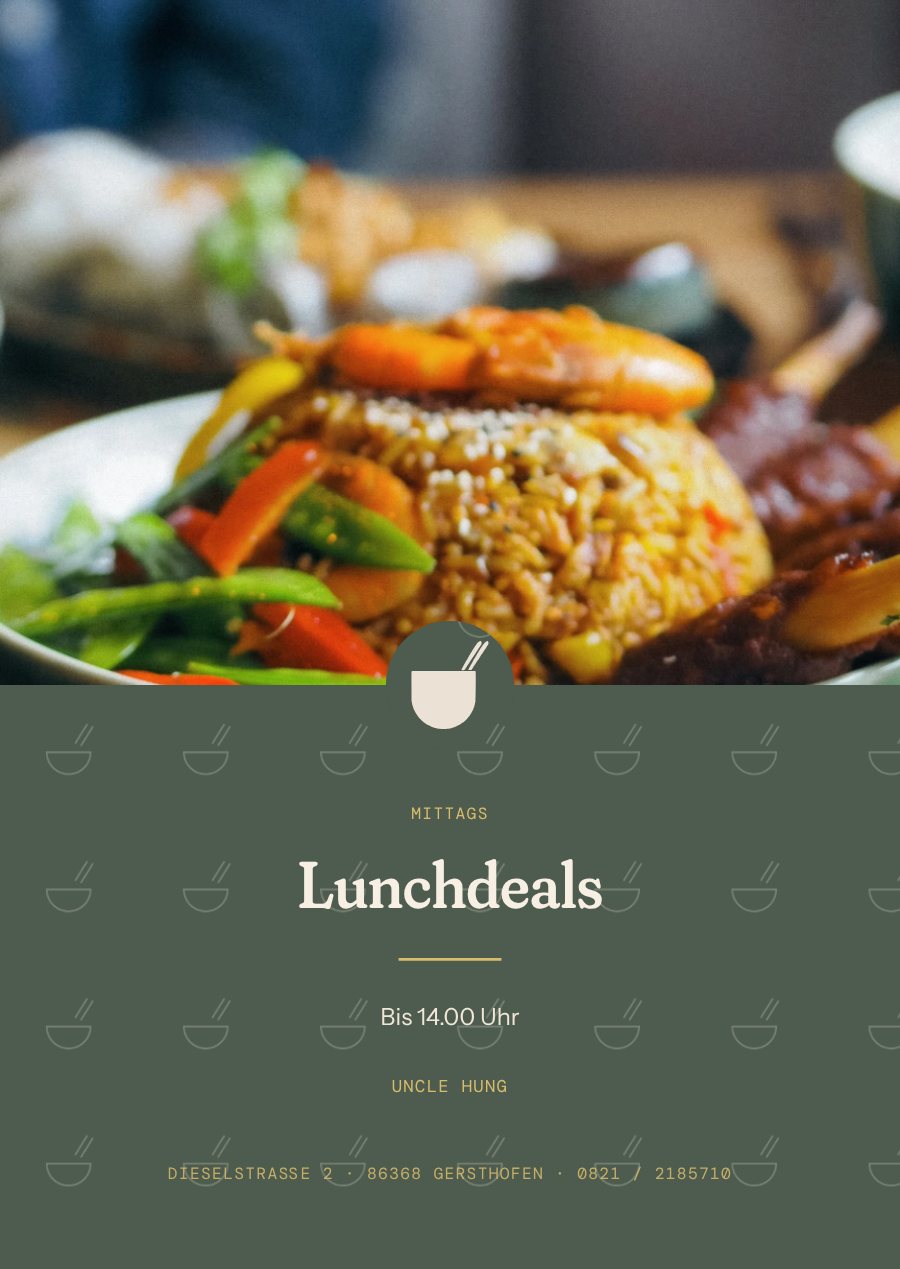 MITTAGS
Lunchdeals
Bis 14.00 Uhr
UNCLE HUNG
DIESELSTRASSE 2 · 86368 GERSTHOFEN · 0821 / 2185710